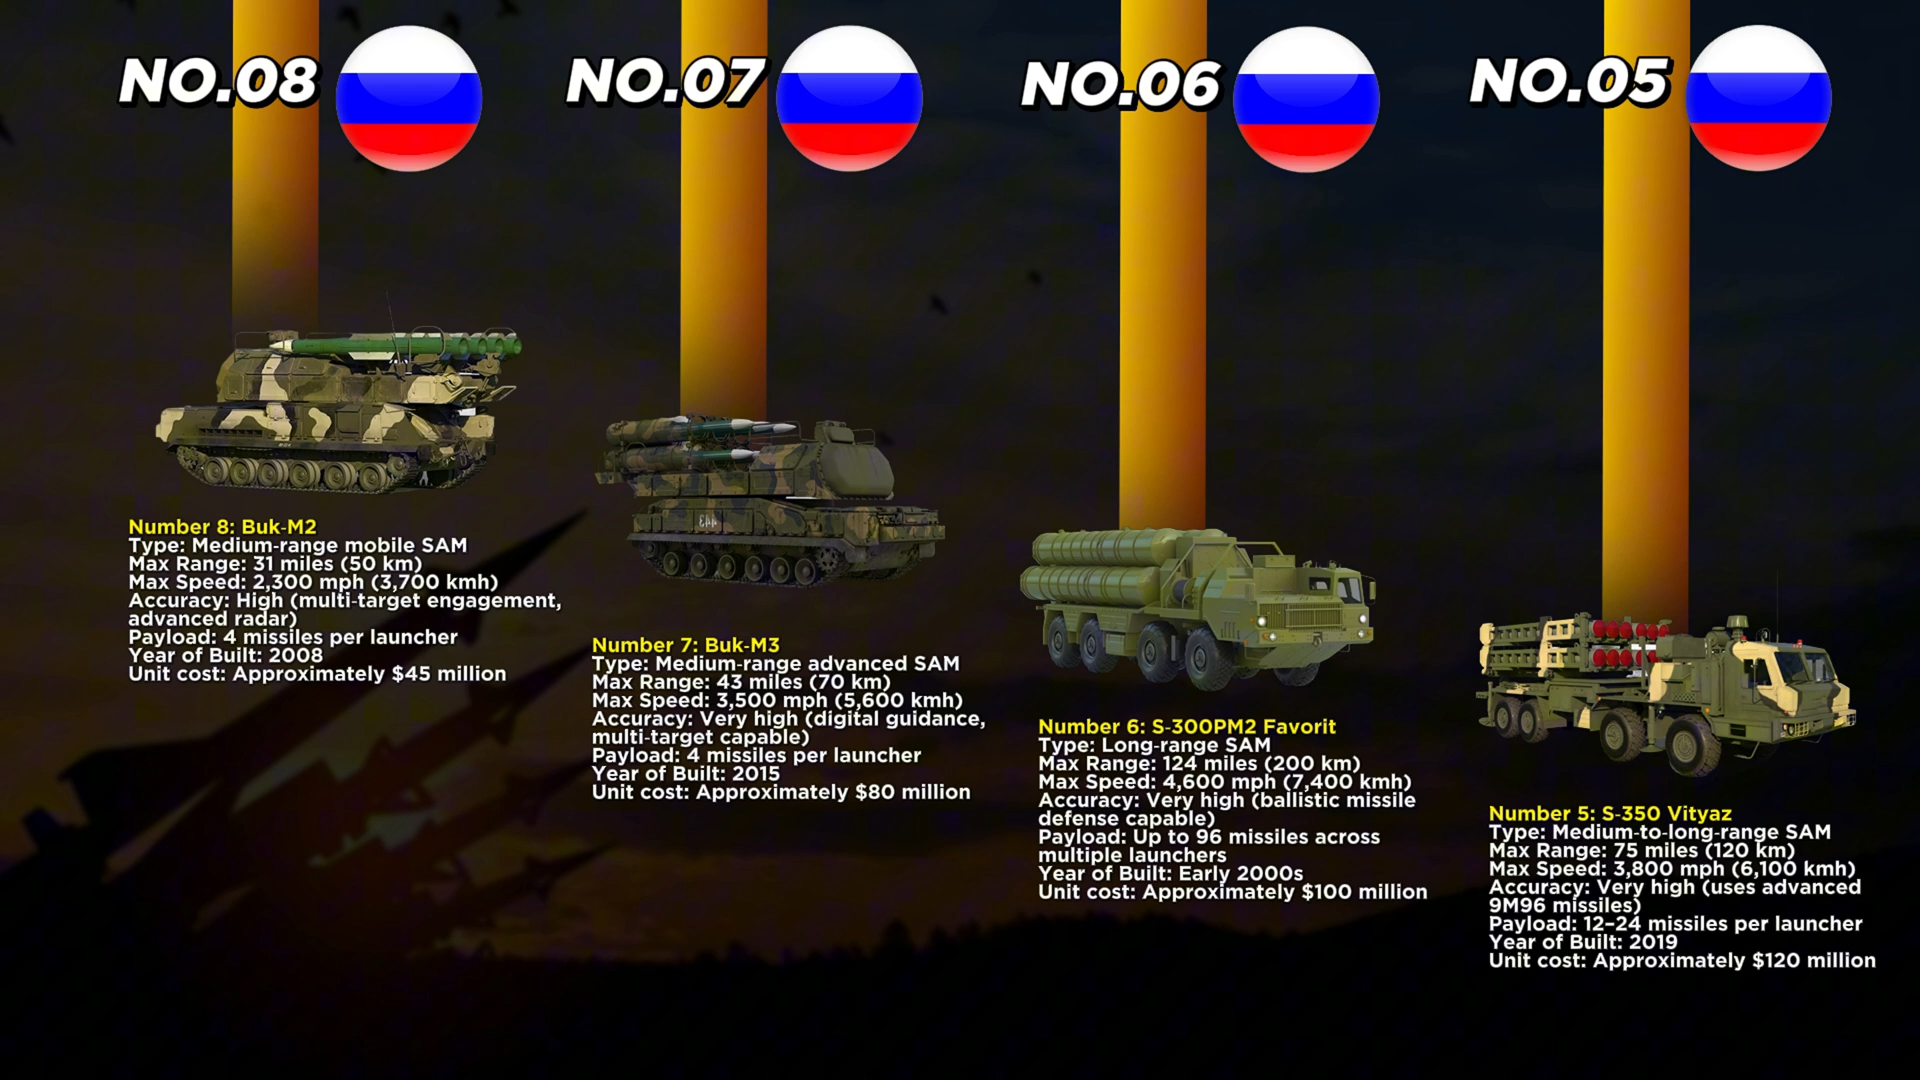 NO.08
NO.07
NO.06
NO.05
Number 8: Buk-M2
Type: Medium-range mobile SAM
Max Range: 31 miles (50 km)
Max Speed: 2,300 mph (3,700 kmh)
Accuracy: High (multi-target engagement,
advanced radar)
Payload: 4 missiles per launcher
Year of Built: 2008
Unit cost: Approximately $45 million
Number 7: Buk-M3
Type: Medium-range advanced SAM
Max Range: 43 miles (70 km)
Max Speed: 3,500 mph (5,600 kmh)
Accuracy: Very high (digital guidance,
multi-target capable)
Payload: 4 missiles per launcher
Year of Built: 2015
Unit cost: Approximately $80 million
Number 6: S-300PM2 Favorit
Type: Long-range SAM
Max Range: 124 miles (200 km)
Max Speed: 4,600 mph (7,400 kmh)
Accuracy: Very high (ballistic missile
defense capable)
Payload: Up to 96 missiles across
multiple launchers
Year of Built: Early 2000s
Unit cost: Approximately $100 million
Number 5: S-350 Vityaz
Type: Medium-to-long-range SAM
Max Range: 75 miles (120 km)
Max Speed: 3,800 mph (6,100 kmh)
Accuracy: Very high (uses advanced
9M96 missiles)
Payload: 12–24 missiles per launcher
Year of Built: 2019
Unit cost: Approximately $120 million